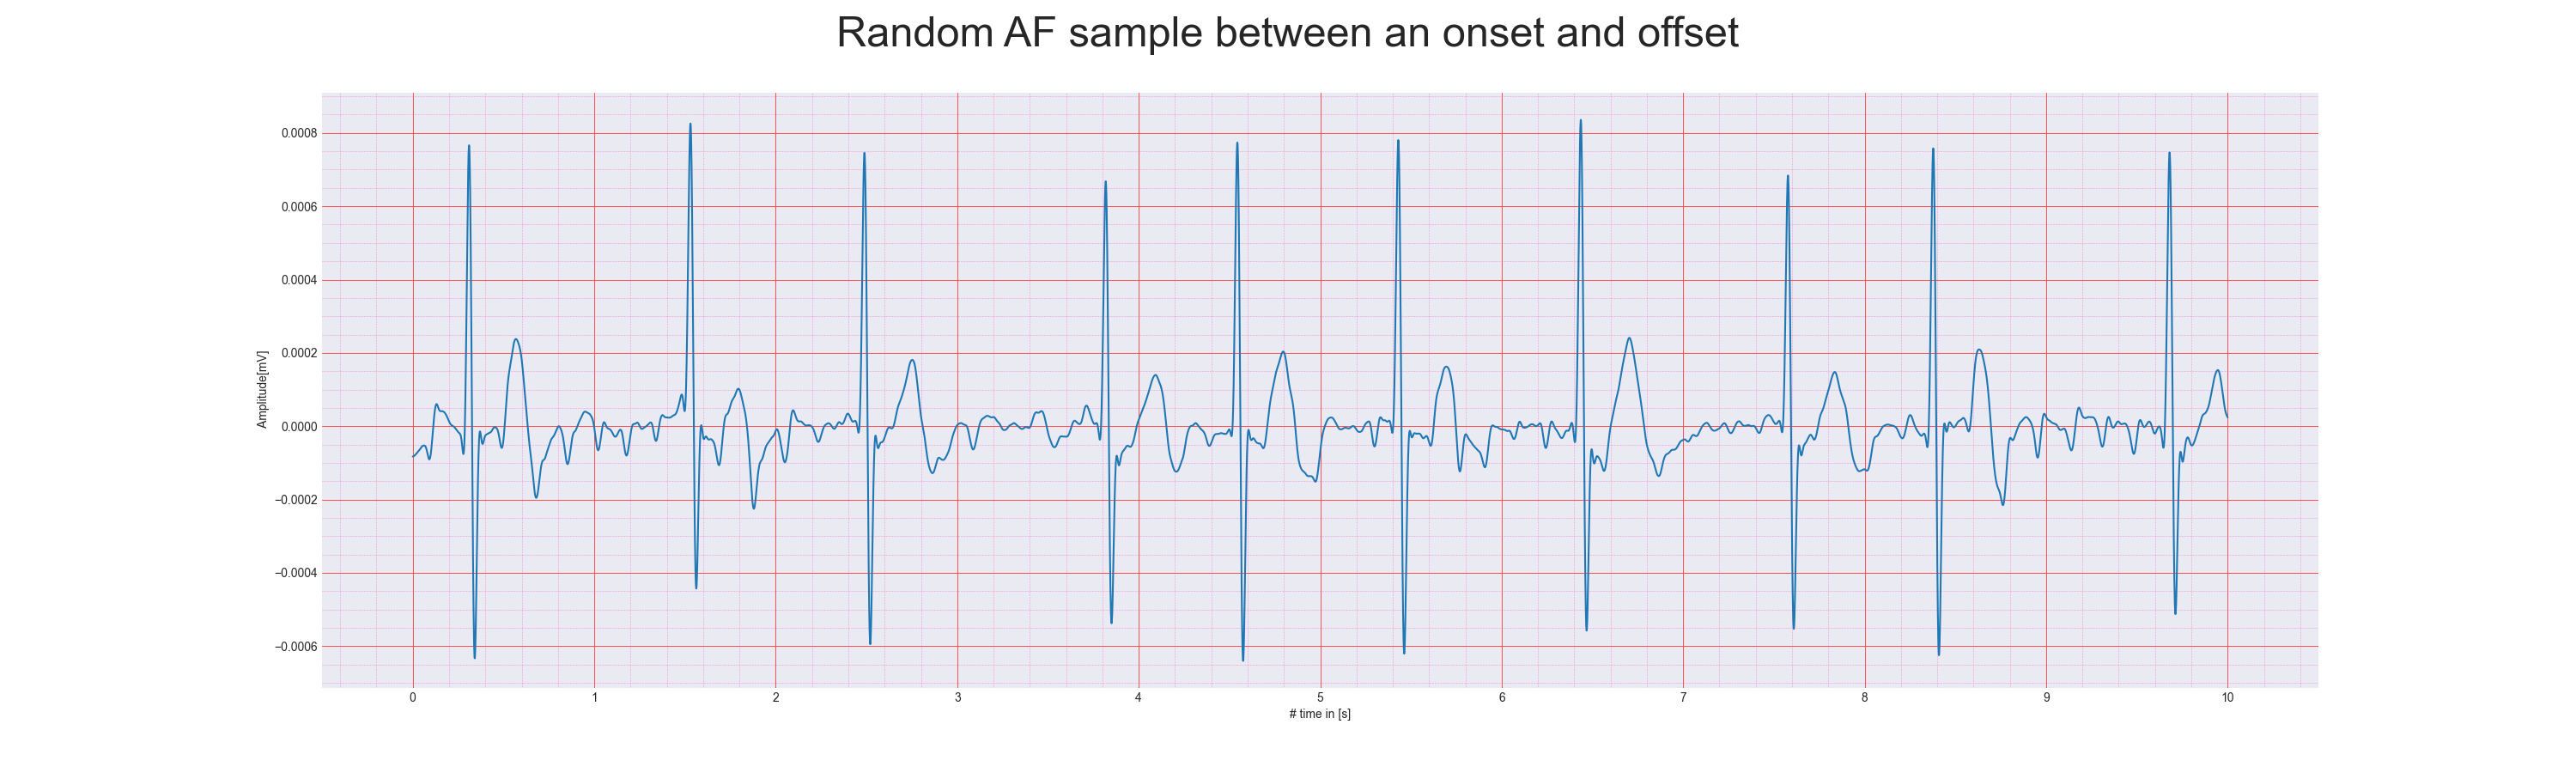 Random AF sample between an onset and offset
0.0008
0.0006
0.0004
0.0002
0.0000
−0.0002
−0.0004
−0.0006
Amplitude[mV]
0 1 2 3 4 5 6 7 8 9 10
# time in [s]